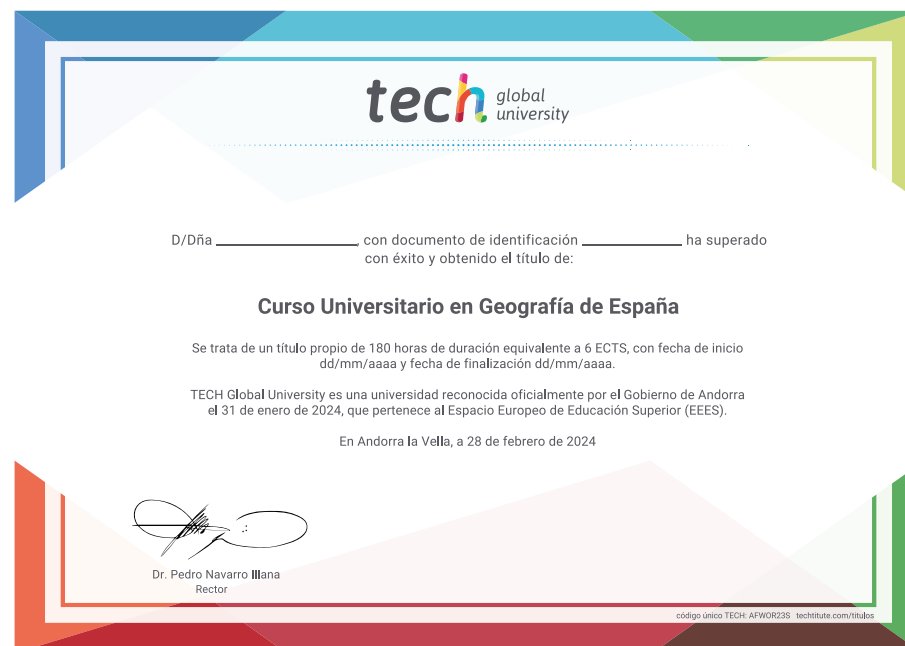 tech global university
D/Dña ____________________, con documento de identificación ______________ ha superado
con éxito y obtenido el título de:
Curso Universitario en Geografía de España
Se trata de un título propio de 180 horas de duración equivalente a 6 ECTS, con fecha de inicio
dd/mm/aaaa y fecha de finalización dd/mm/aaaa.
TECH Global University es una universidad reconocida oficialmente por el Gobierno de Andorra
el 31 de enero de 2024, que pertenece al Espacio Europeo de Educación Superior (EEES).
En Andorra la Vella, a 28 de febrero de 2024
Dr. Pedro Navarro Illana
Rector
código único TECH: AFWOR23S techtitute.com/titulos